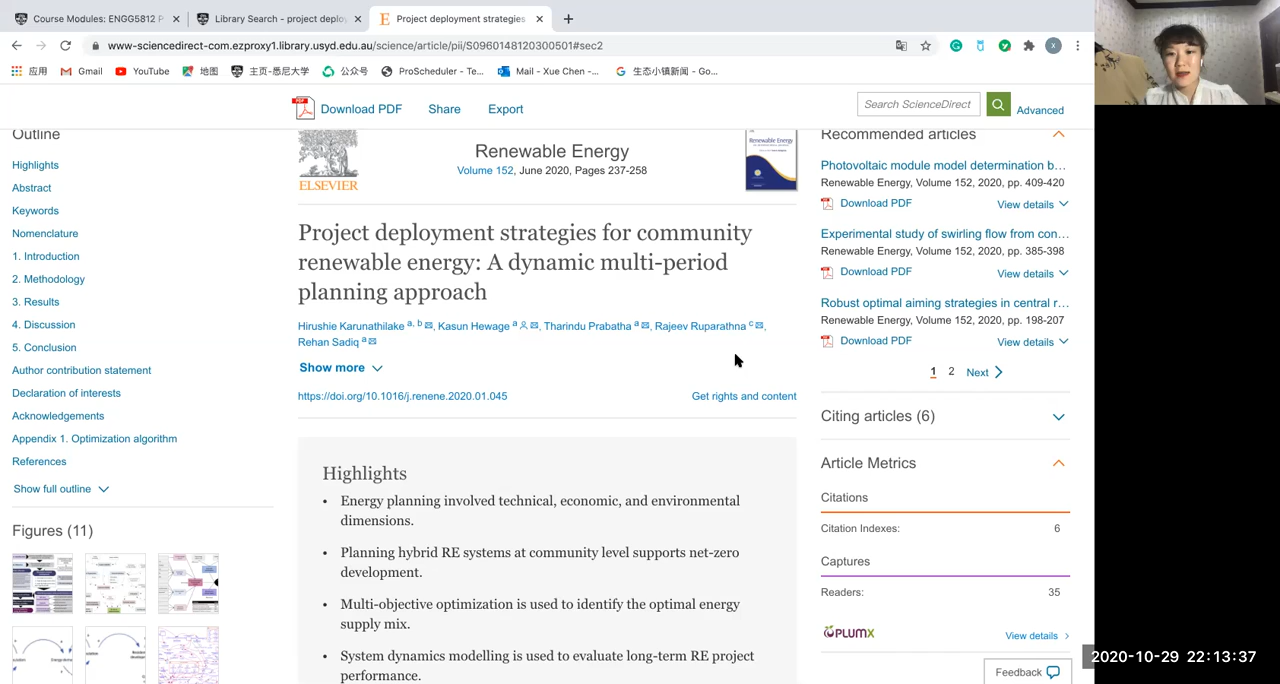 Course Modules: ENGG5812 P
Library Search - project deploy
Project deployment strategies
www-sciencedirect-com.ezproxy1.library.usyd.edu.au/science/article/pii/S0960148120300501#sec2
应用
Gmail
YouTube
地图
主页-悉尼大学
公众号
ProScheduler - Te...
Mail - Xue Chen -...
生态小镇新闻 - Go...
Download PDF
Share
Export
Search ScienceDirect
Advanced
Outline
Highlights
Abstract
Keywords
Nomenclature
1. Introduction
2. Methodology
3. Results
4. Discussion
5. Conclusion
Author contribution statement
Declaration of interests
Acknowledgements
Appendix 1. Optimization algorithm
References
Show full outline
Figures (11)
ELSEVIER
Renewable Energy
Volume 152, June 2020, Pages 237-258
Renewable Energy
Project deployment strategies for community
renewable energy: A dynamic multi-period
planning approach
Hirushie Karunathilake a, b, Kasun Hewage a, Tharindu Prabatha a, Rajeev Ruparathna c,
Rehan Sadiq a
Show more
https://doi.org/10.1016/j.renene.2020.01.045
Get rights and content
Highlights
• Energy planning involved technical, economic, and environmental
dimensions.
• Planning hybrid RE systems at community level supports net-zero
development.
• Multi-objective optimization is used to identify the optimal energy
supply mix.
• System dynamics modelling is used to evaluate long-term RE project
performance.
Recommended articles
Photovoltaic module model determination b...
Renewable Energy, Volume 152, 2020, pp. 409-420
Download PDF
View details
Experimental study of swirling flow from con...
Renewable Energy, Volume 152, 2020, pp. 385-398
Download PDF
View details
Robust optimal aiming strategies in central r...
Renewable Energy, Volume 152, 2020, pp. 198-207
Download PDF
View details
1 2 Next
Citing articles (6)
Article Metrics
Citations
Citation Indexes: 6
Captures
Readers: 35
PLUMX
View details
Feedback
2020-10-29 22:13:37